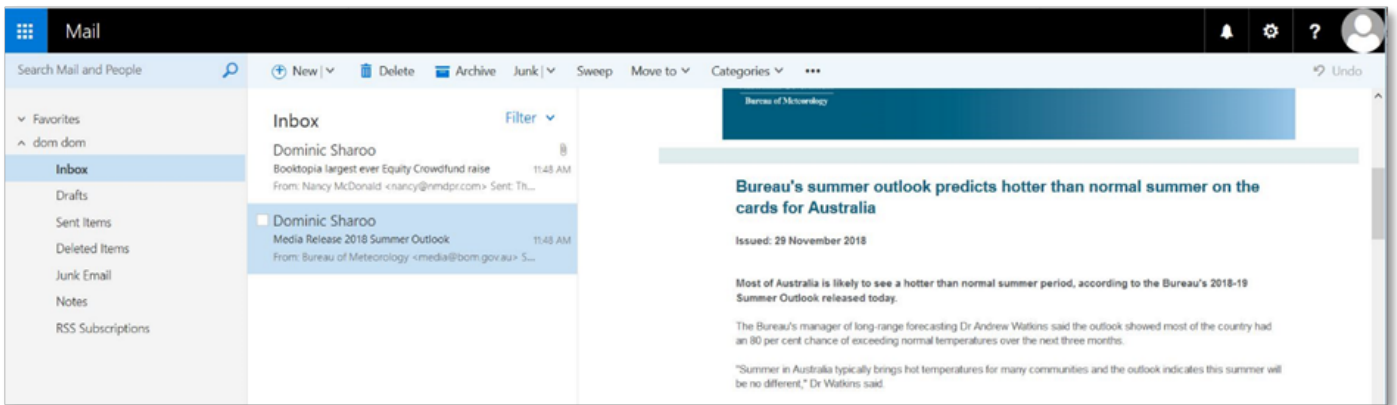 Mail
?
Search Mail and People
New
Delete
Archive
Junk
Sweep
Move to
Categories
•••
Undo
Favorites
dom dom
Inbox
Drafts
Sent Items
Deleted Items
Junk Email
Notes
RSS Subscriptions
Inbox
Filter
Dominic Sharoo
Booktopia largest ever Equity Crowdfund raise 11:48 AM
From: Nancy McDonald <nancy@nmdpr.com> Sent: Th...
Dominic Sharoo
Media Release 2018 Summer Outlook 11:48 AM
From: Bureau of Meteorology <media@bom.gov.au> S...
Bureau of Meteorology
Bureau's summer outlook predicts hotter than normal summer on the
cards for Australia
Issued: 29 November 2018
Most of Australia is likely to see a hotter than normal summer period, according to the Bureau's 2018-19
Summer Outlook released today.
The Bureau's manager of long-range forecasting Dr Andrew Watkins said the outlook showed most of the country had
an 80 per cent chance of exceeding normal temperatures over the next three months.
"Summer in Australia typically brings hot temperatures for many communities and the outlook indicates this summer will
be no different," Dr Watkins said.